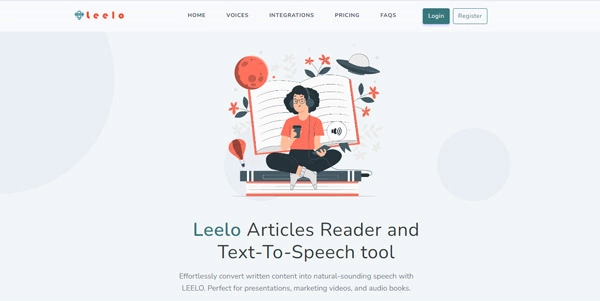 Leelo
HOME VOICES INTEGRATIONS PRICING FAQS
Login Register
Leelo Articles Reader and
Text-To-Speech tool
Effortlessly convert written content into natural-sounding speech with
LEELO. Perfect for presentations, marketing videos, and audio books.